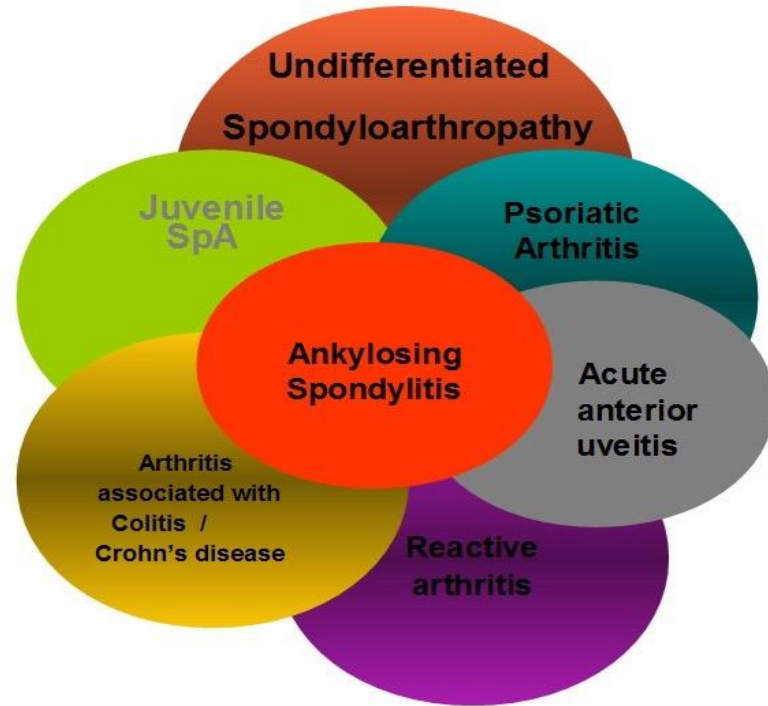 Undifferentiated
Spondyloarthropathy
Juvenile
SpA
Psoriatic
Arthritis
Ankylosing
Spondylitis
Acute
anterior
uveitis
Arthritis
associated with
Colitis /
Crohn's disease
Reactive
arthritis